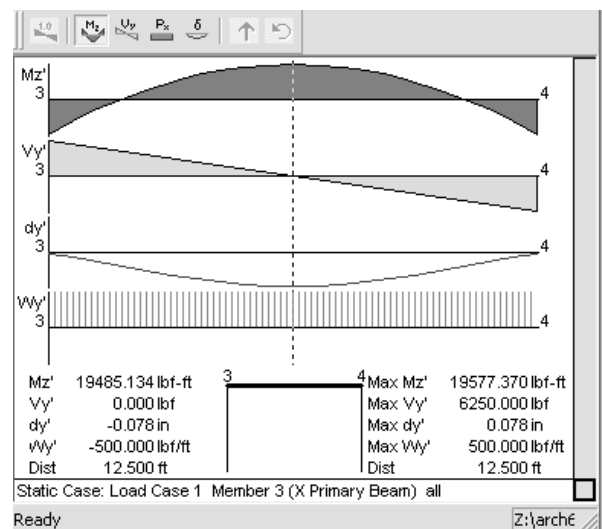 1.0 Mz Vy Px δ
Mz'
3 4
Vy'
3 4
dy'
3 4
Wy'
3 4
3 4
Mz' 19485.134 lbf-ft Max Mz' 19577.370 lbf-ft
Vy' 0.000 lbf Max Vy' 6250.000 lbf
dy' -0.078 in Max dy' 0.078 in
Wy' -500.000 lbf/ft Max Wy' 500.000 lbf/ft
Dist 12.500 ft Dist 12.500 ft
Static Case: Load Case 1 Member 3 (X Primary Beam) all
Ready Z:\arch6